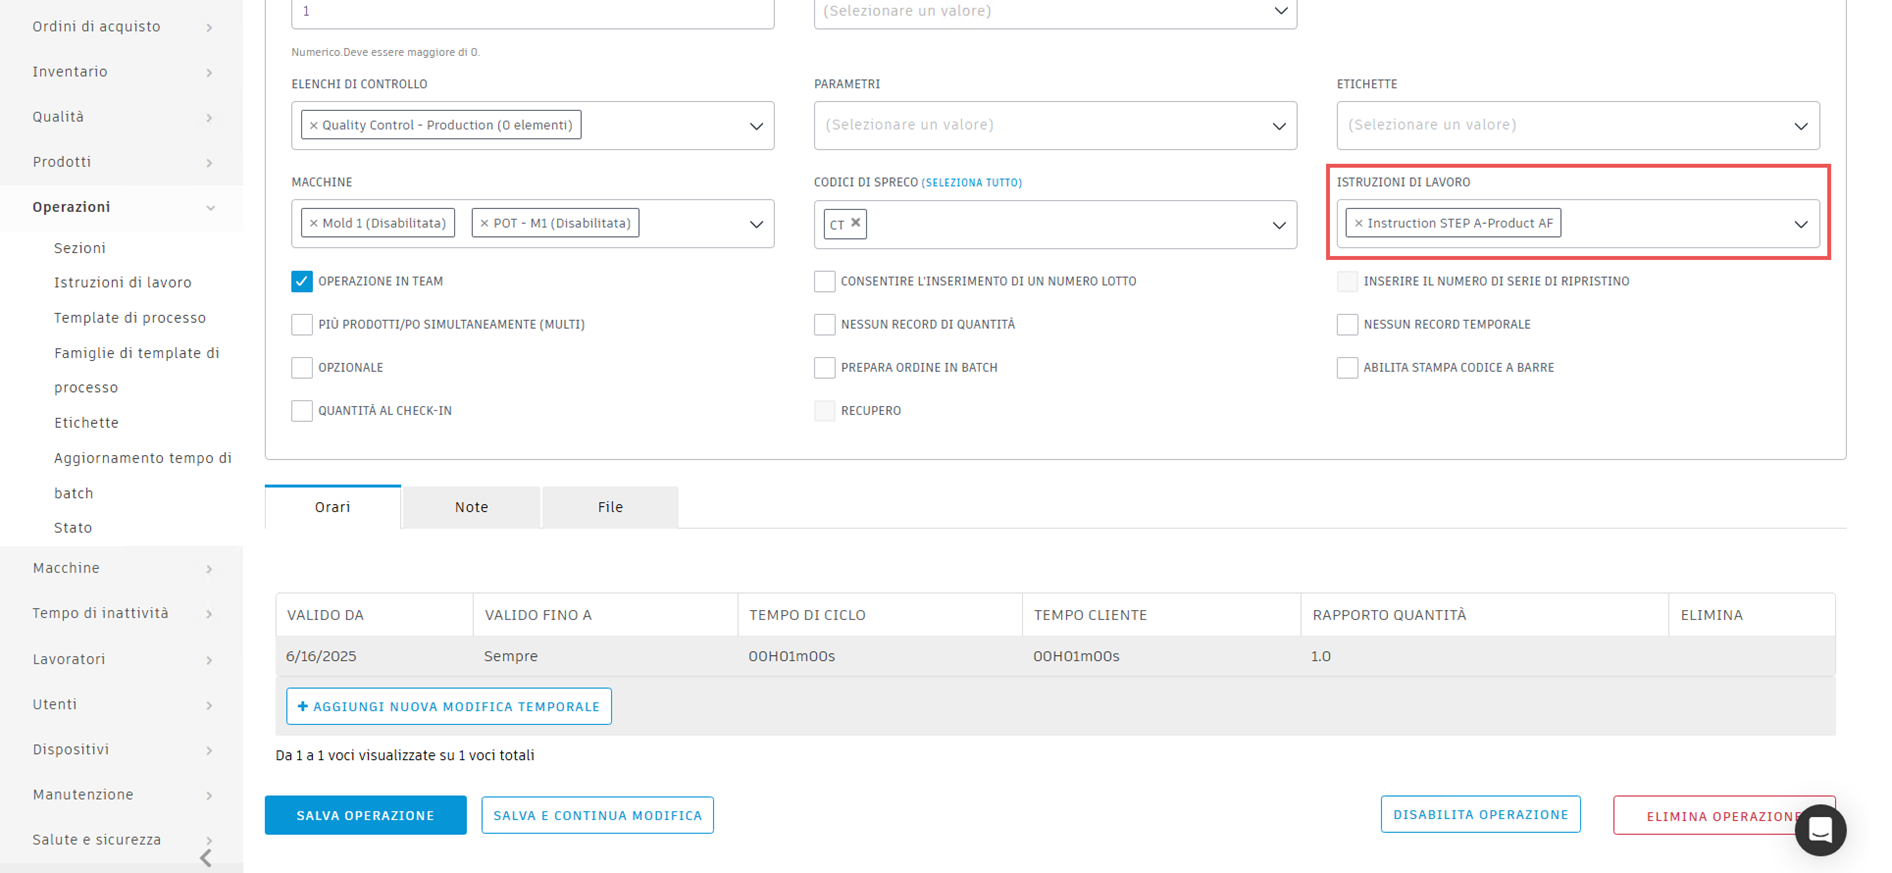 Ordini di acquisto
Inventario
Qualità
Prodotti
Operazioni
Sezioni
Istruzioni di lavoro
Template di processo
Famiglie di template di
processo
Etichette
Aggiornamento tempo di
batch
Stato
Macchine
Tempo di inattività
Lavoratori
Utenti
Dispositivi
Manutenzione
Salute e sicurezza
1
(Selezionare un valore)
Numerico.Deve essere maggiore di 0.
ELENCHI DI CONTROLLO
PARAMETRI
ETICHETTE
× Quality Control - Production (0 elementi)
(Selezionare un valore)
(Selezionare un valore)
MACCHINE
CODICI DI SPRECO (SELEZIONA TUTTO)
ISTRUZIONI DI LAVORO
× Mold 1 (Disabilitata) × POT - M1 (Disabilitata)
CT ×
× Instruction STEP A-Product AF
OPERAZIONE IN TEAM
CONSENTIRE L'INSERIMENTO DI UN NUMERO LOTTO
INSERIRE IL NUMERO DI SERIE DI RIPRISTINO
PIÙ PRODOTTI/PO SIMULTANEAMENTE (MULTI)
NESSUN RECORD DI QUANTITÀ
NESSUN RECORD TEMPORALE
OPZIONALE
PREPARA ORDINE IN BATCH
ABILITA STAMPA CODICE A BARRE
QUANTITÀ AL CHECK-IN
RECUPERO
Orari Note File
VALIDO DA VALIDO FINO A TEMPO DI CICLO TEMPO CLIENTE RAPPORTO QUANTITÀ ELIMINA
6/16/2025 Sempre 00H01m00s 00H01m00s 1.0
+ AGGIUNGI NUOVA MODIFICA TEMPORALE
Da 1 a 1 voci visualizzate su 1 voci totali
SALVA OPERAZIONE SALVA E CONTINUA MODIFICA DISABILITA OPERAZIONE ELIMINA OPERAZIONE